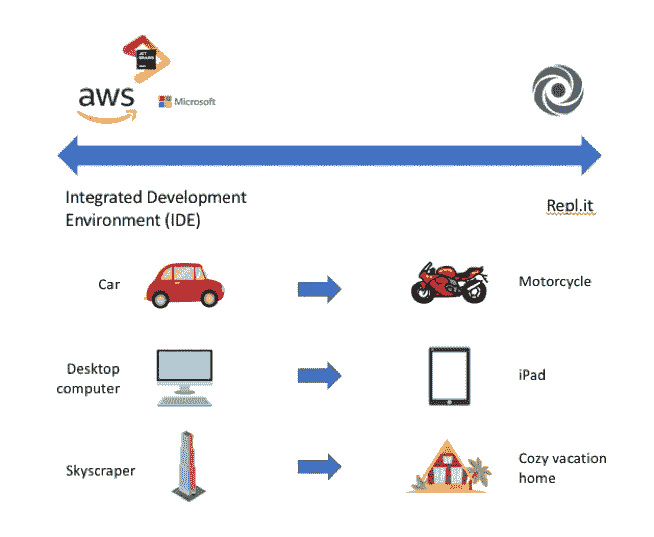 JET
BRAINS
aws
Microsoft
Integrated Development
Environment (IDE)
Repl.it
Car
Motorcycle
Desktop
computer
iPad
Skyscraper
Cozy vacation
home